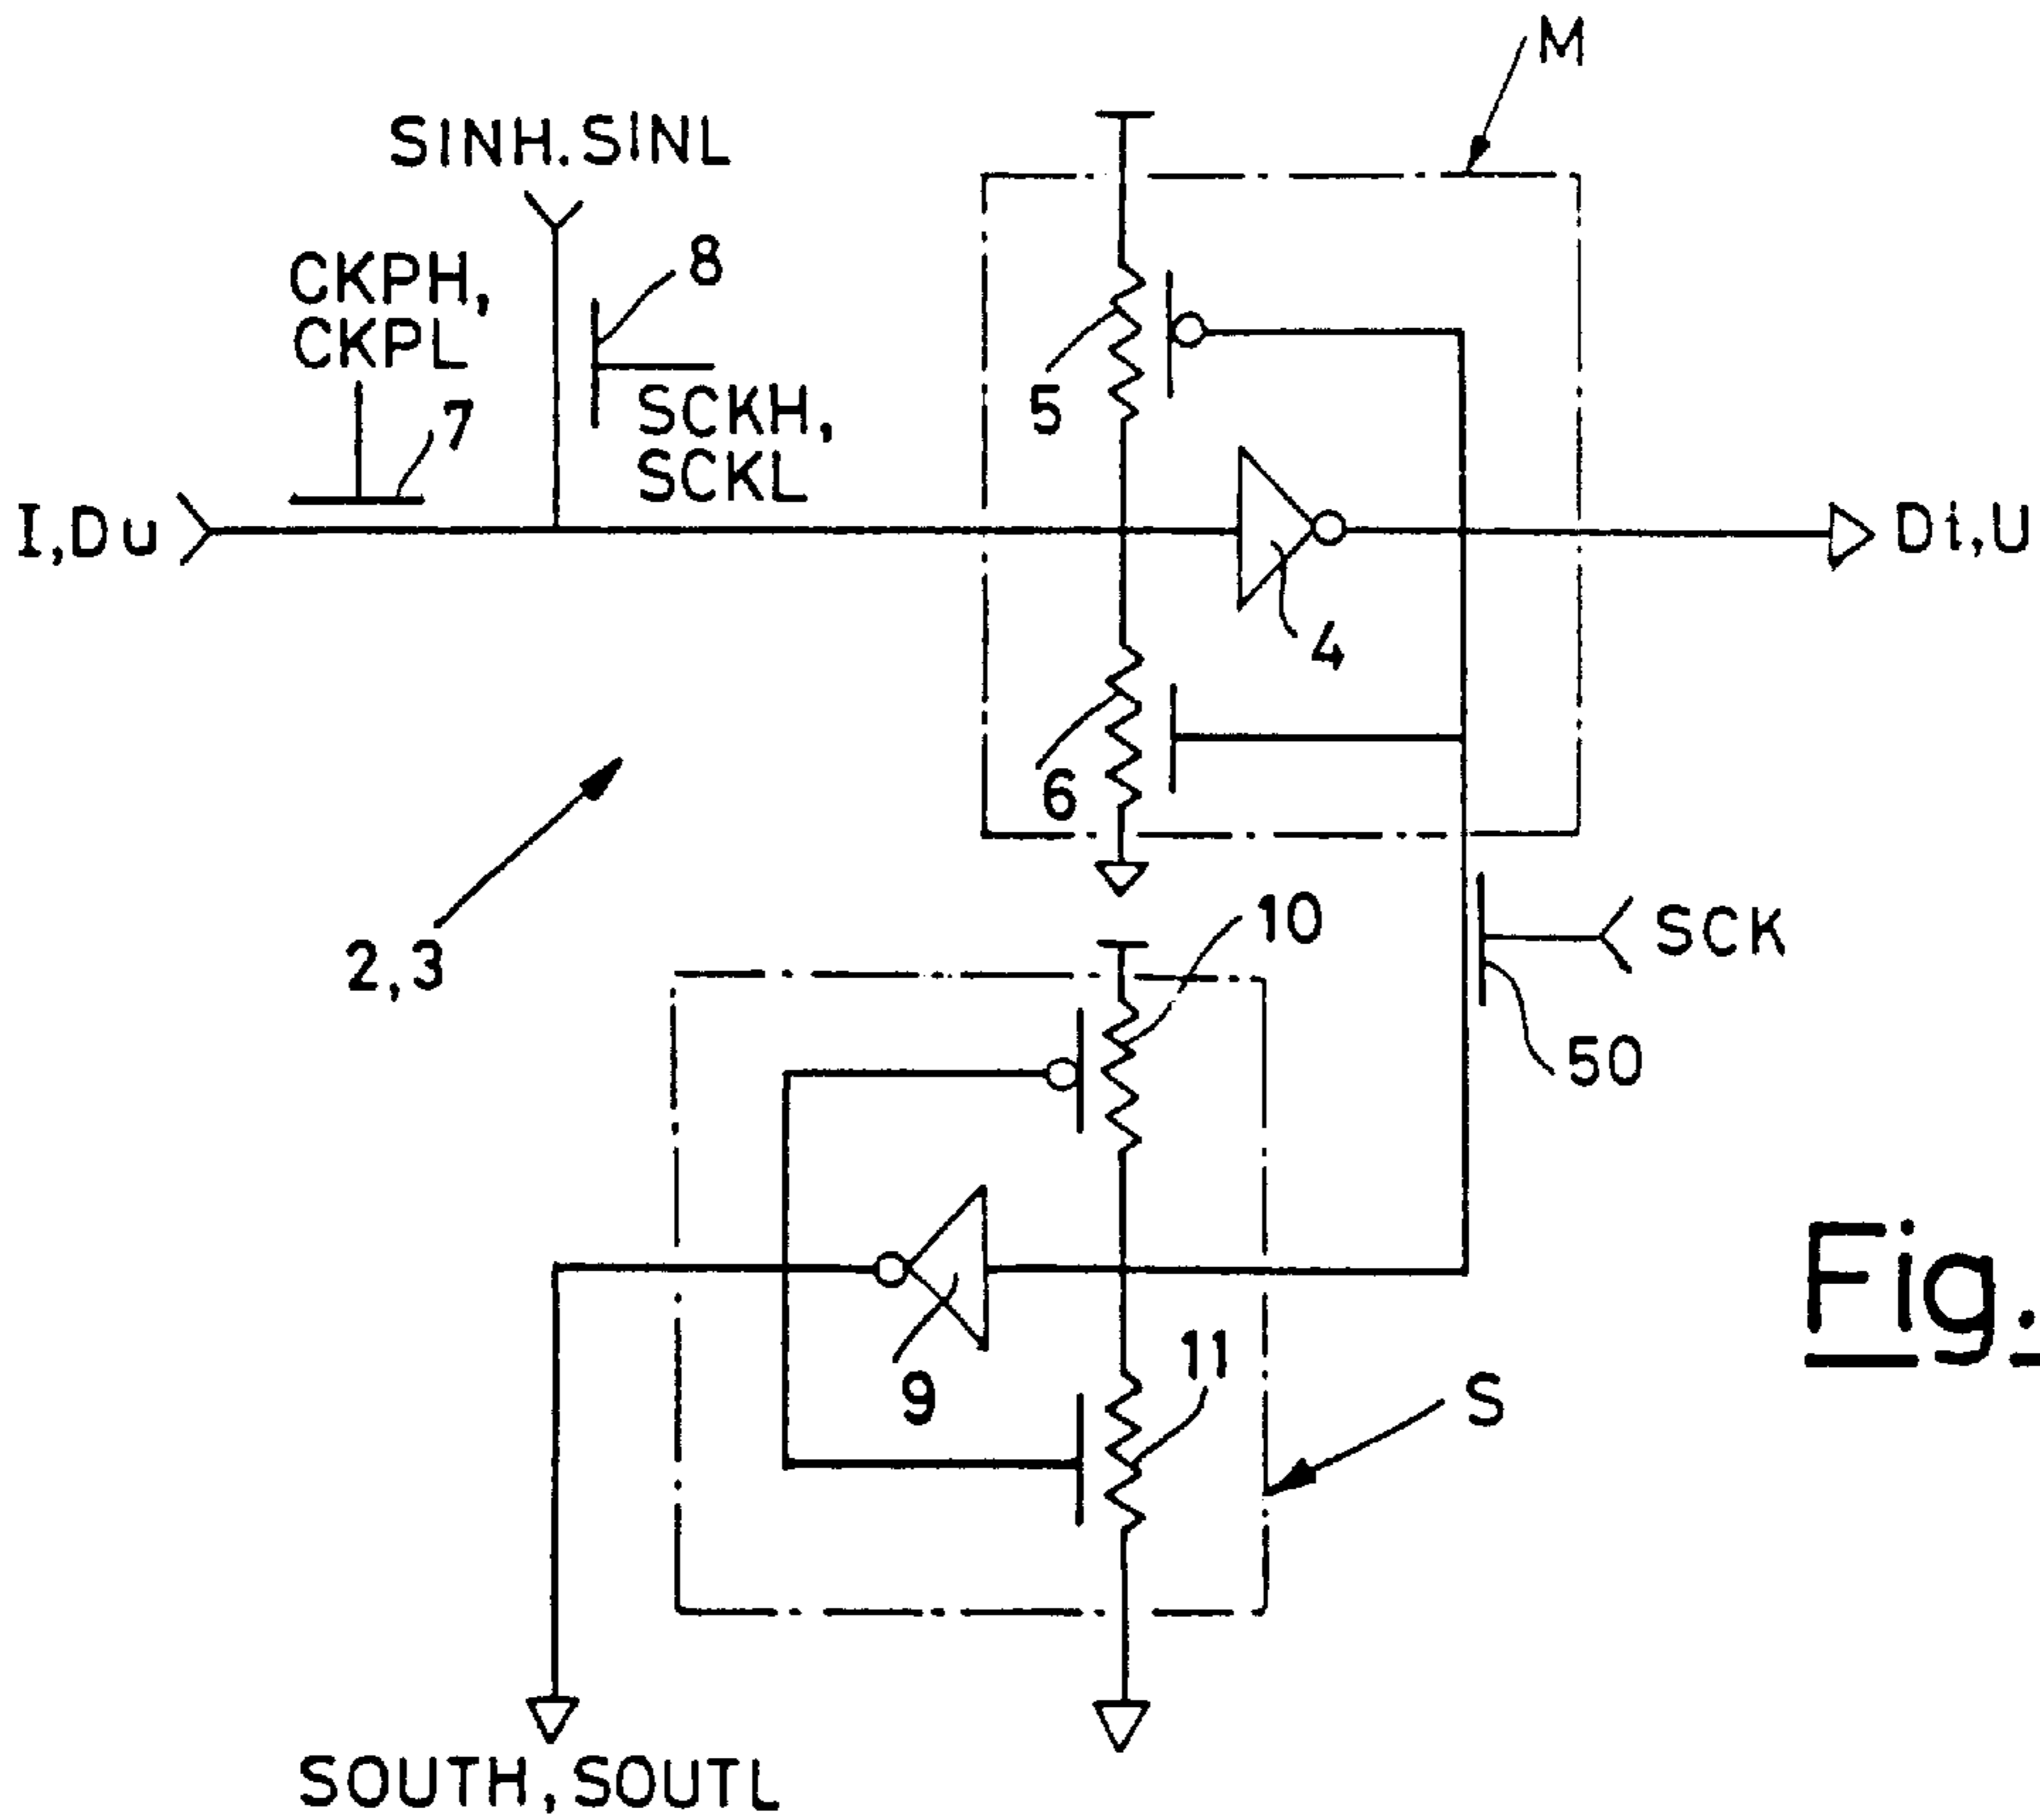 M
SINH.SINL
8
CKPH,
CKPL
7
SCKH,
SCKL
5
I,Du
Di,U
4
6
2,3
10
SCK
50
9
11
S
Fig.
SOUTH,SOUTL